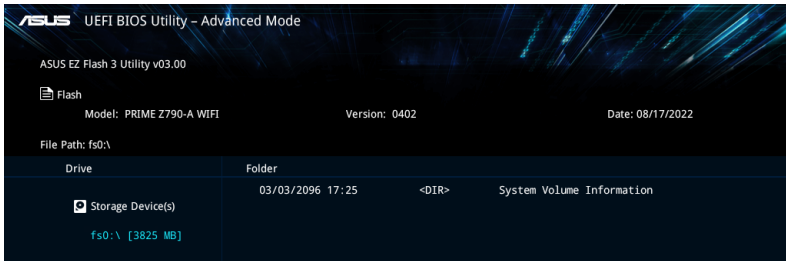 ASUS UEFI BIOS Utility – Advanced Mode
ASUS EZ Flash 3 Utility v03.00
Flash
Model: PRIME Z790-A WIFI Version: 0402 Date: 08/17/2022
File Path: fs0:\
Drive Folder
03/03/2096 17:25 <DIR> System Volume Information
Storage Device(s)
fs0:\ [3825 MB]